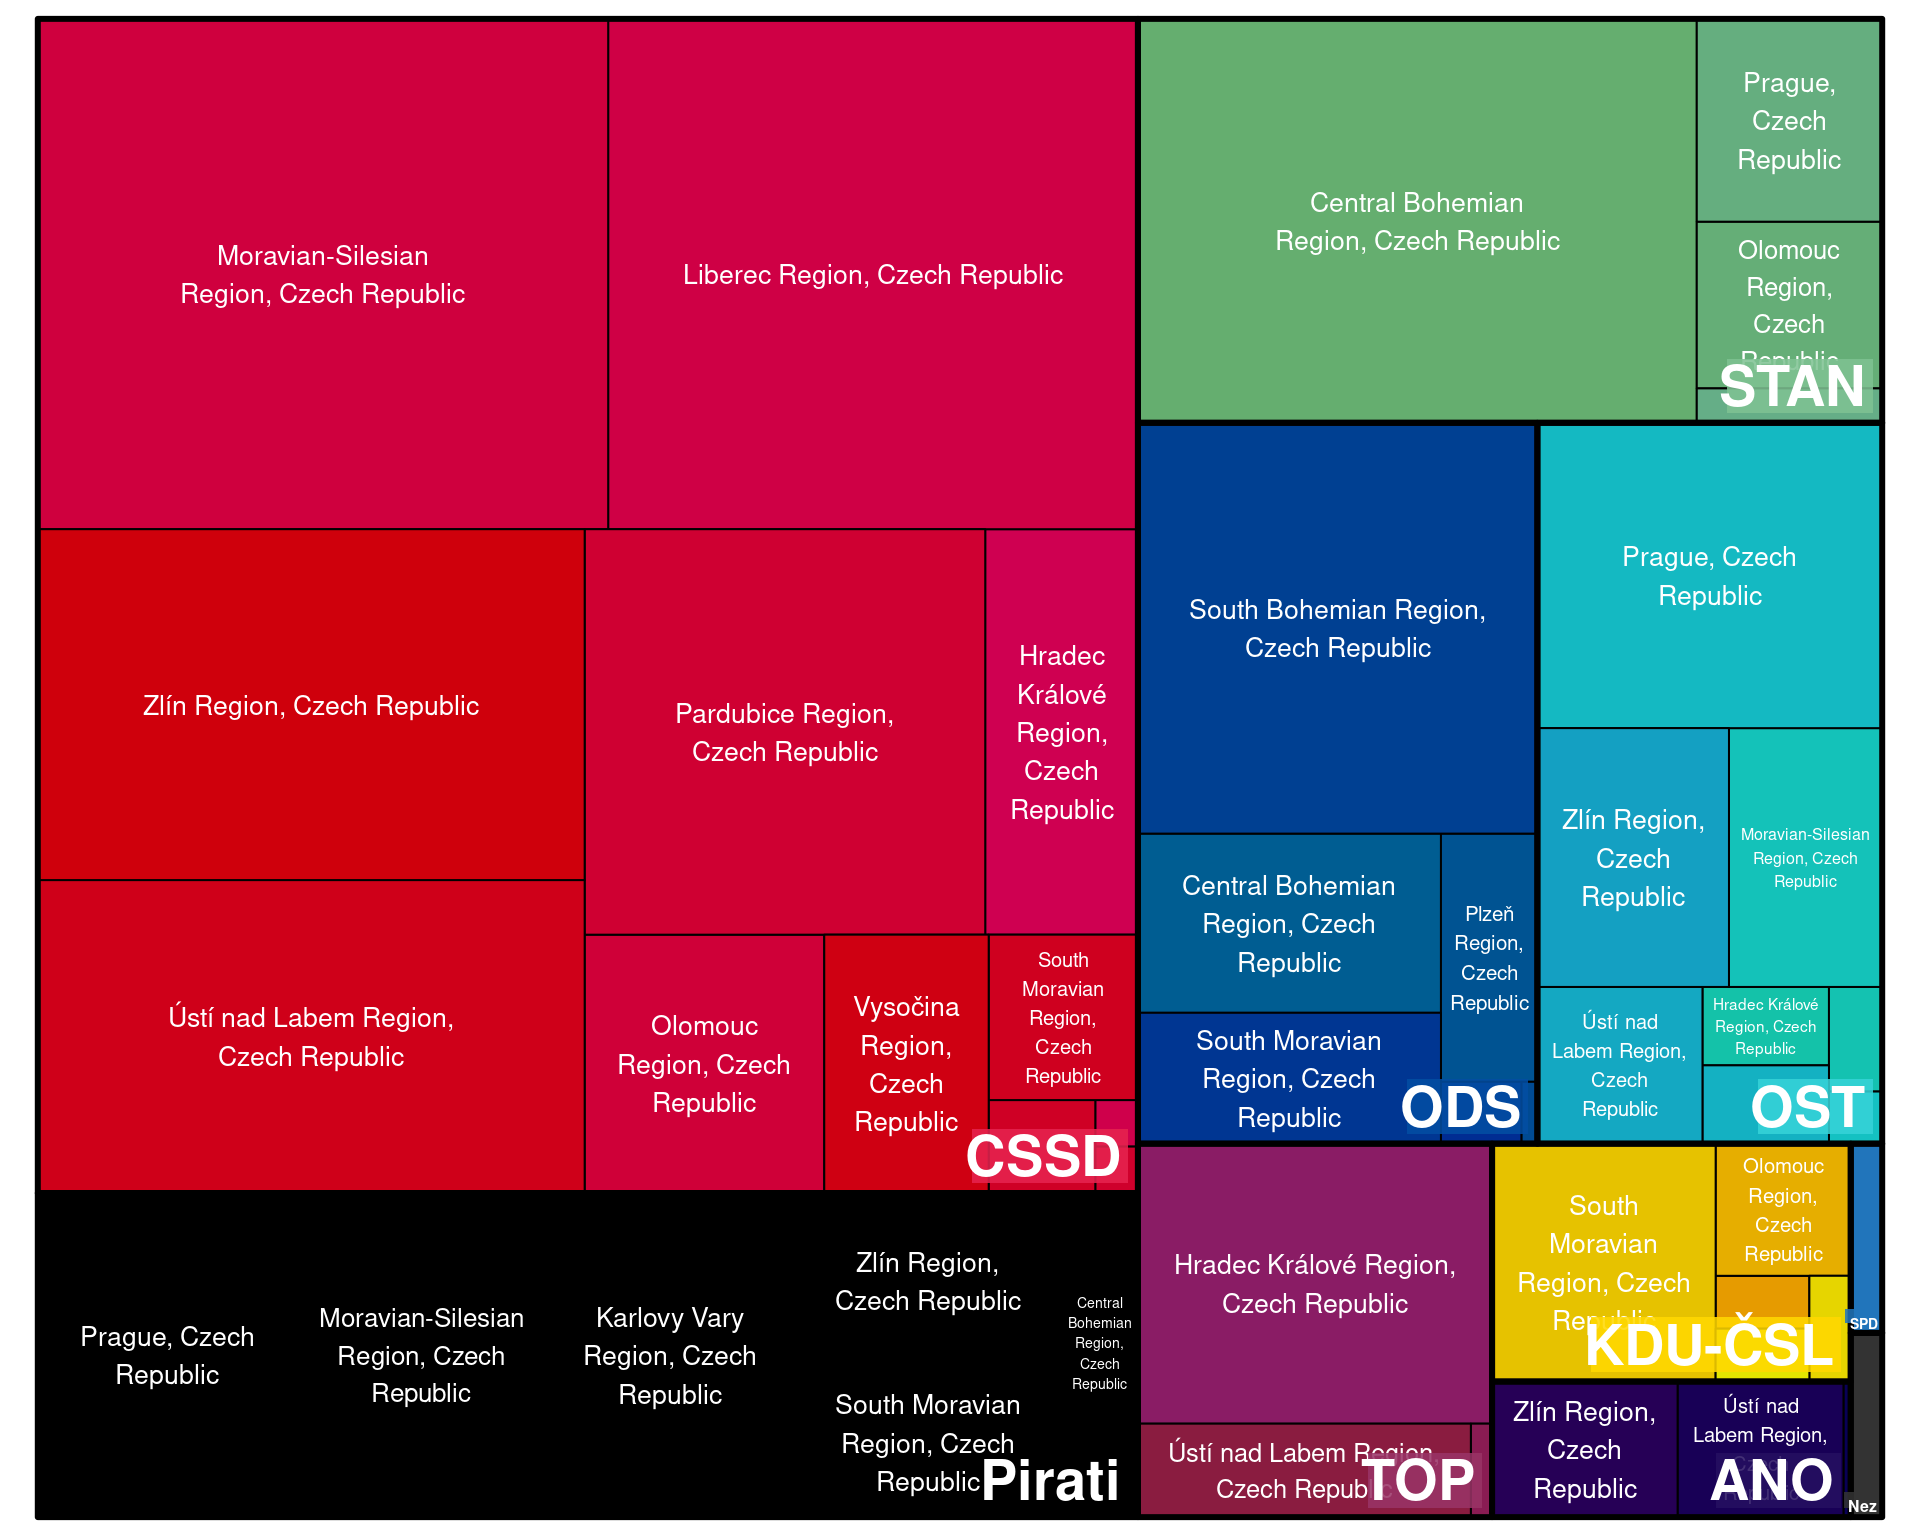 Moravian-Silesian
Region, Czech Republic
Liberec Region, Czech Republic
Zlín Region, Czech Republic
Pardubice Region,
Czech Republic
Hradec
Králové
Region,
Czech
Republic
Ústí nad Labem Region,
Czech Republic
Olomouc
Region, Czech
Republic
Vysočina
Region,
Czech
Republic
South
Moravian
Region,
Czech
Republic
CSSD
Prague, Czech
Republic
Moravian-Silesian
Region, Czech
Republic
Karlovy Vary
Region, Czech
Republic
Zlín Region,
Czech Republic
South Moravian
Region, Czech
Republic
Central
Bohemian
Region,
Czech
Republic
Pirati
Central Bohemian
Region, Czech Republic
Prague,
Czech
Republic
Olomouc
Region,
Czech
Republic
STAN
South Bohemian Region,
Czech Republic
Central Bohemian
Region, Czech
Republic
Plzeň
Region,
Czech
Republic
South Moravian
Region, Czech
Republic
ODS
Prague, Czech
Republic
Zlín Region,
Czech
Republic
Moravian-Silesian
Region, Czech
Republic
Ústí nad
Labem Region,
Czech
Republic
Hradec Králové
Region, Czech
Republic
OST
Hradec Králové Region,
Czech Republic
Ústí nad Labem Region,
Czech Republic
TOP
South
Moravian
Region, Czech
Republic
Olomouc
Region,
Czech
Republic
KDU-ČSL
SPD
Zlín Region,
Czech
Republic
Ústí nad
Labem Region,
ANO
Nez